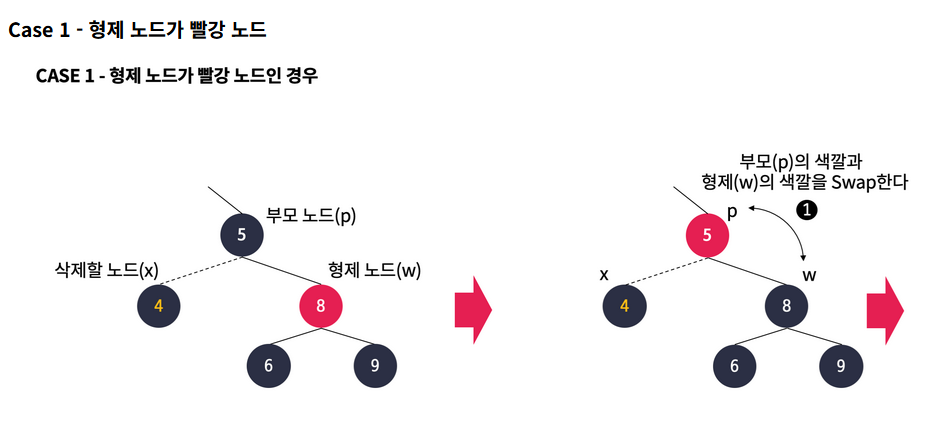 Case 1 - 형제 노드가 빨강 노드
CASE 1 - 형제 노드가 빨강 노드인 경우
부모 노드(p)
5
삭제할 노드(x)
형제 노드(w)
4
8
6
9
부모(p)의 색깔과
형제(w)의 색깔을 Swap한다
p
1
5
x
w
4
8
6
9